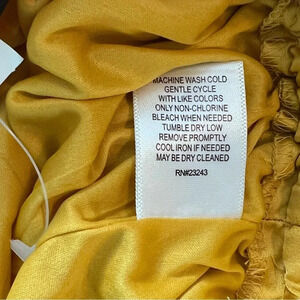 MACHINE WASH COLD
GENTLE CYCLE
WITH LIKE COLORS
ONLY NON-CHLORINE
BLEACH WHEN NEEDED
TUMBLE DRY LOW
REMOVE PROMPTLY
COOL IRON IF NEEDED
MAY BE DRY CLEANED
RN#23243